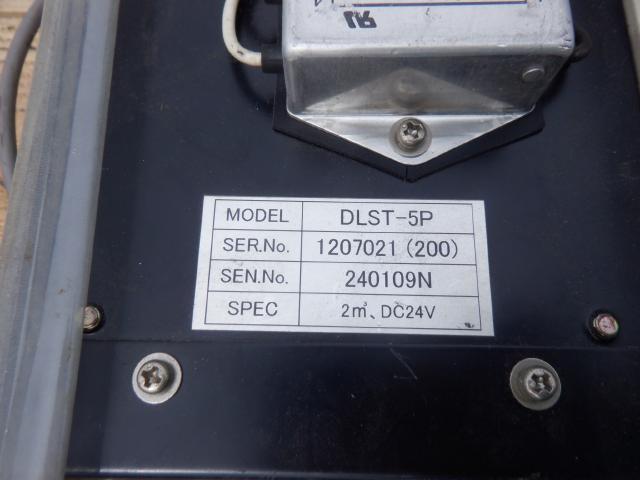 MODEL DLST-5P
SER.No. 1207021 (200)
SEN.No. 240109N
SPEC 2㎥、DC24V